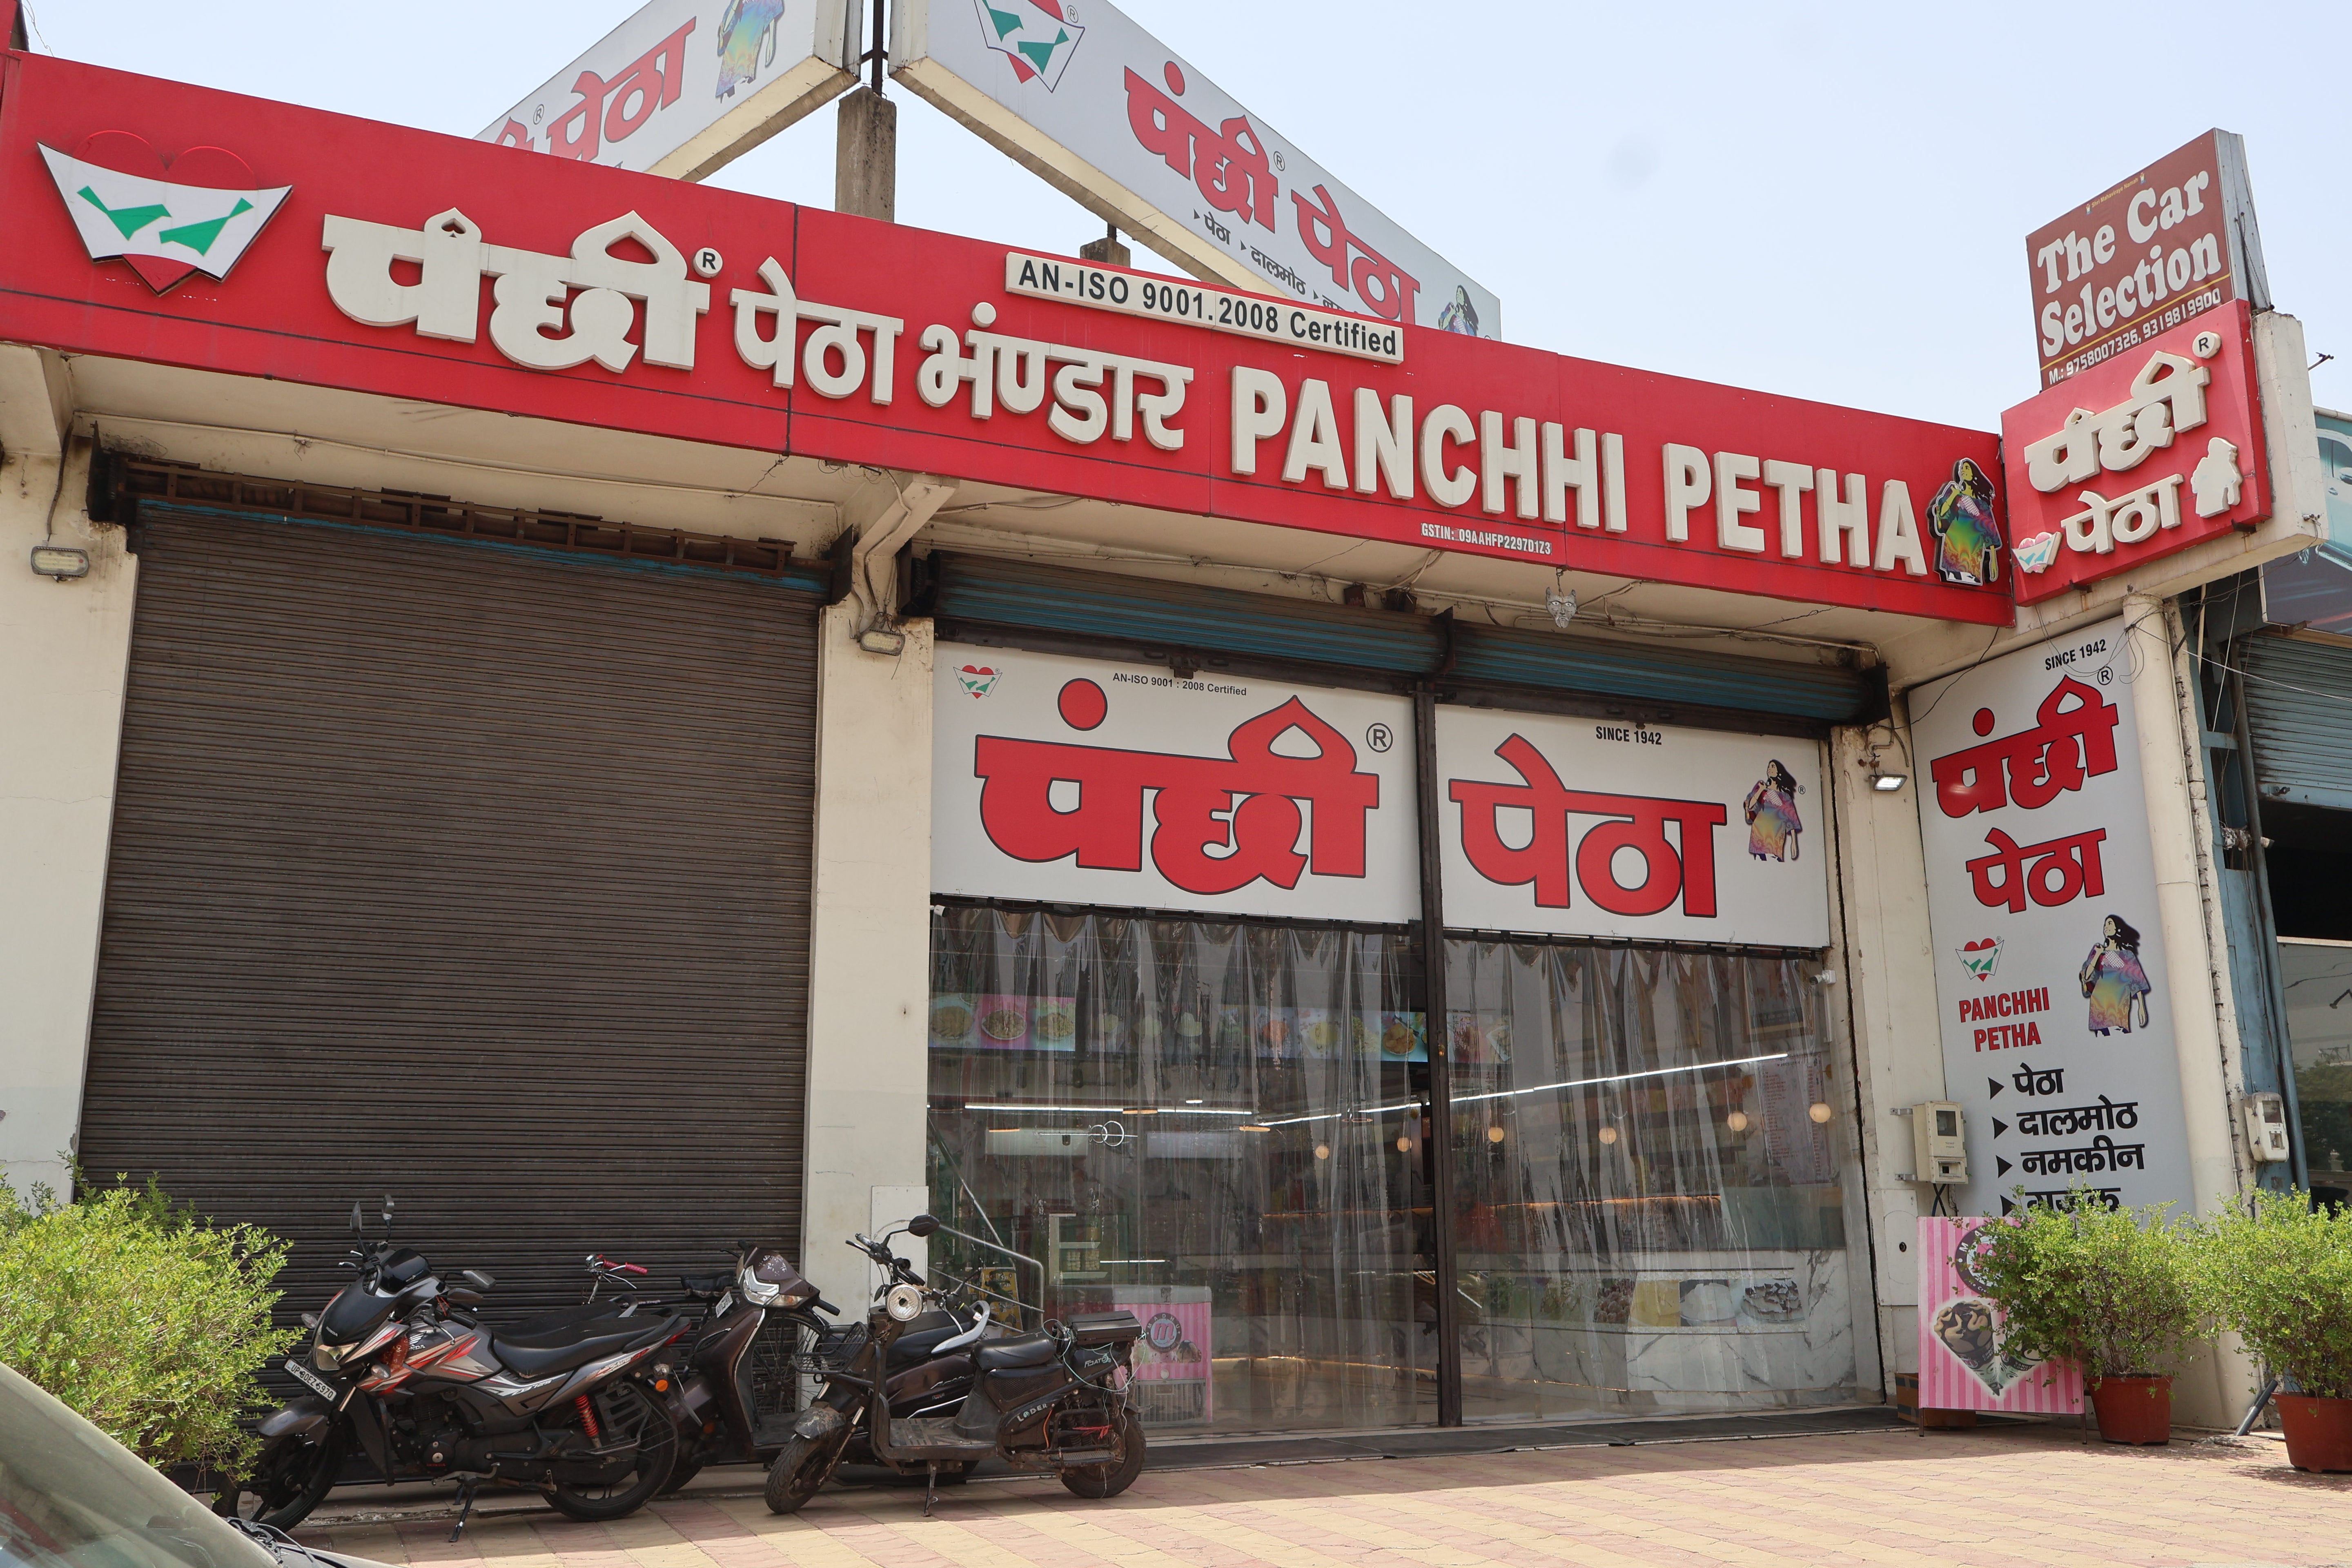 पेठा
®
पंछी® पेठा
▸ पेठा ▸ दालमोठ
The Car
Selection
M.: 9758007326, 9319819900
AN-ISO 9001.2008 Certified
पंछी® पेठा भंण्डार PANCHHI PETHA
GSTIN: 09AAHFP2297D1Z3
पंछी®
पेठा
AN-ISO 9001 : 2008 Certified
पंछी®
SINCE 1942
पेठा
SINCE 1942
पंछी®
पेठा
PANCHHI
PETHA
▸ पेठा
▸ दालमोठ
▸ नमकीन